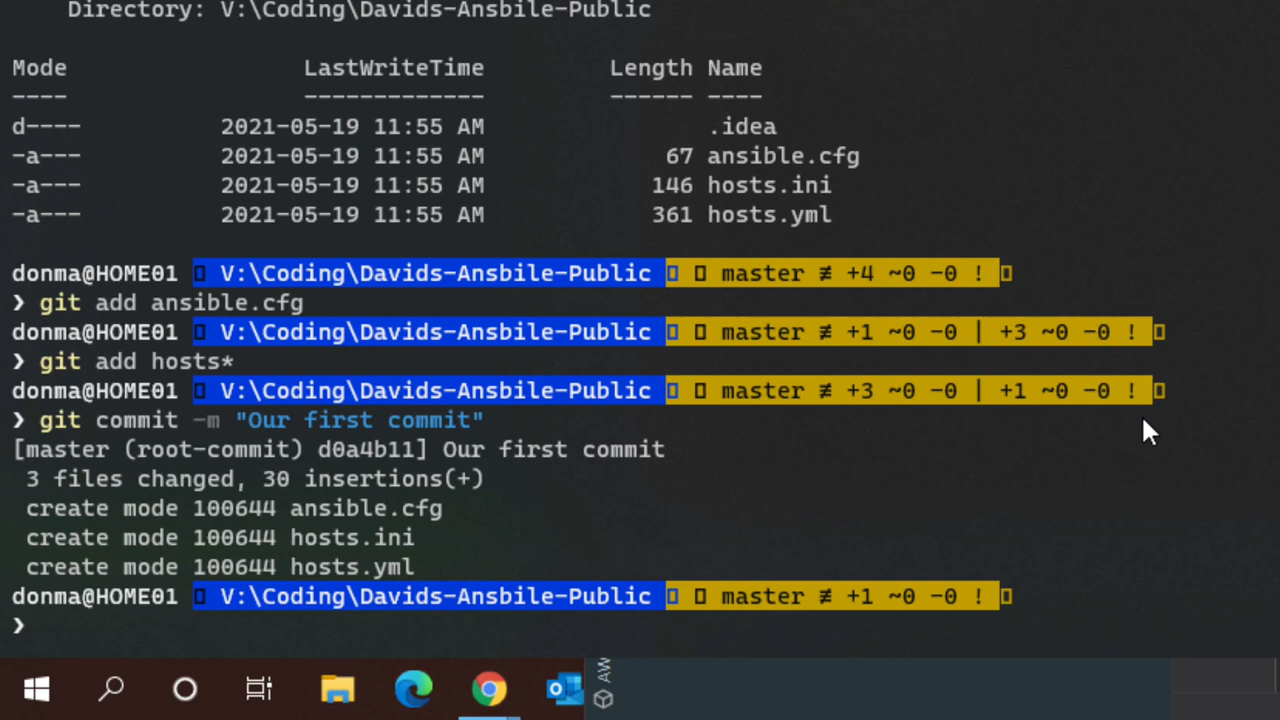 Directory: V:\Coding\Davids-Ansbile-Public
Mode LastWriteTime Length Name
---- ------------- ------ ----
d---- 2021-05-19 11:55 AM .idea
-a--- 2021-05-19 11:55 AM 67 ansible.cfg
-a--- 2021-05-19 11:55 AM 146 hosts.ini
-a--- 2021-05-19 11:55 AM 361 hosts.yml
donma@HOME01 V:\Coding\Davids-Ansbile-Public master ≢ +4 ~0 -0 !
❯ git add ansible.cfg
donma@HOME01 V:\Coding\Davids-Ansbile-Public master ≢ +1 ~0 -0 | +3 ~0 -0 !
❯ git add hosts*
donma@HOME01 V:\Coding\Davids-Ansbile-Public master ≢ +3 ~0 -0 | +1 ~0 -0 !
❯ git commit -m "Our first commit"
[master (root-commit) d0a4b11] Our first commit
3 files changed, 30 insertions(+)
create mode 100644 ansible.cfg
create mode 100644 hosts.ini
create mode 100644 hosts.yml
donma@HOME01 V:\Coding\Davids-Ansbile-Public master ≢ +1 ~0 -0 !
❯
AW